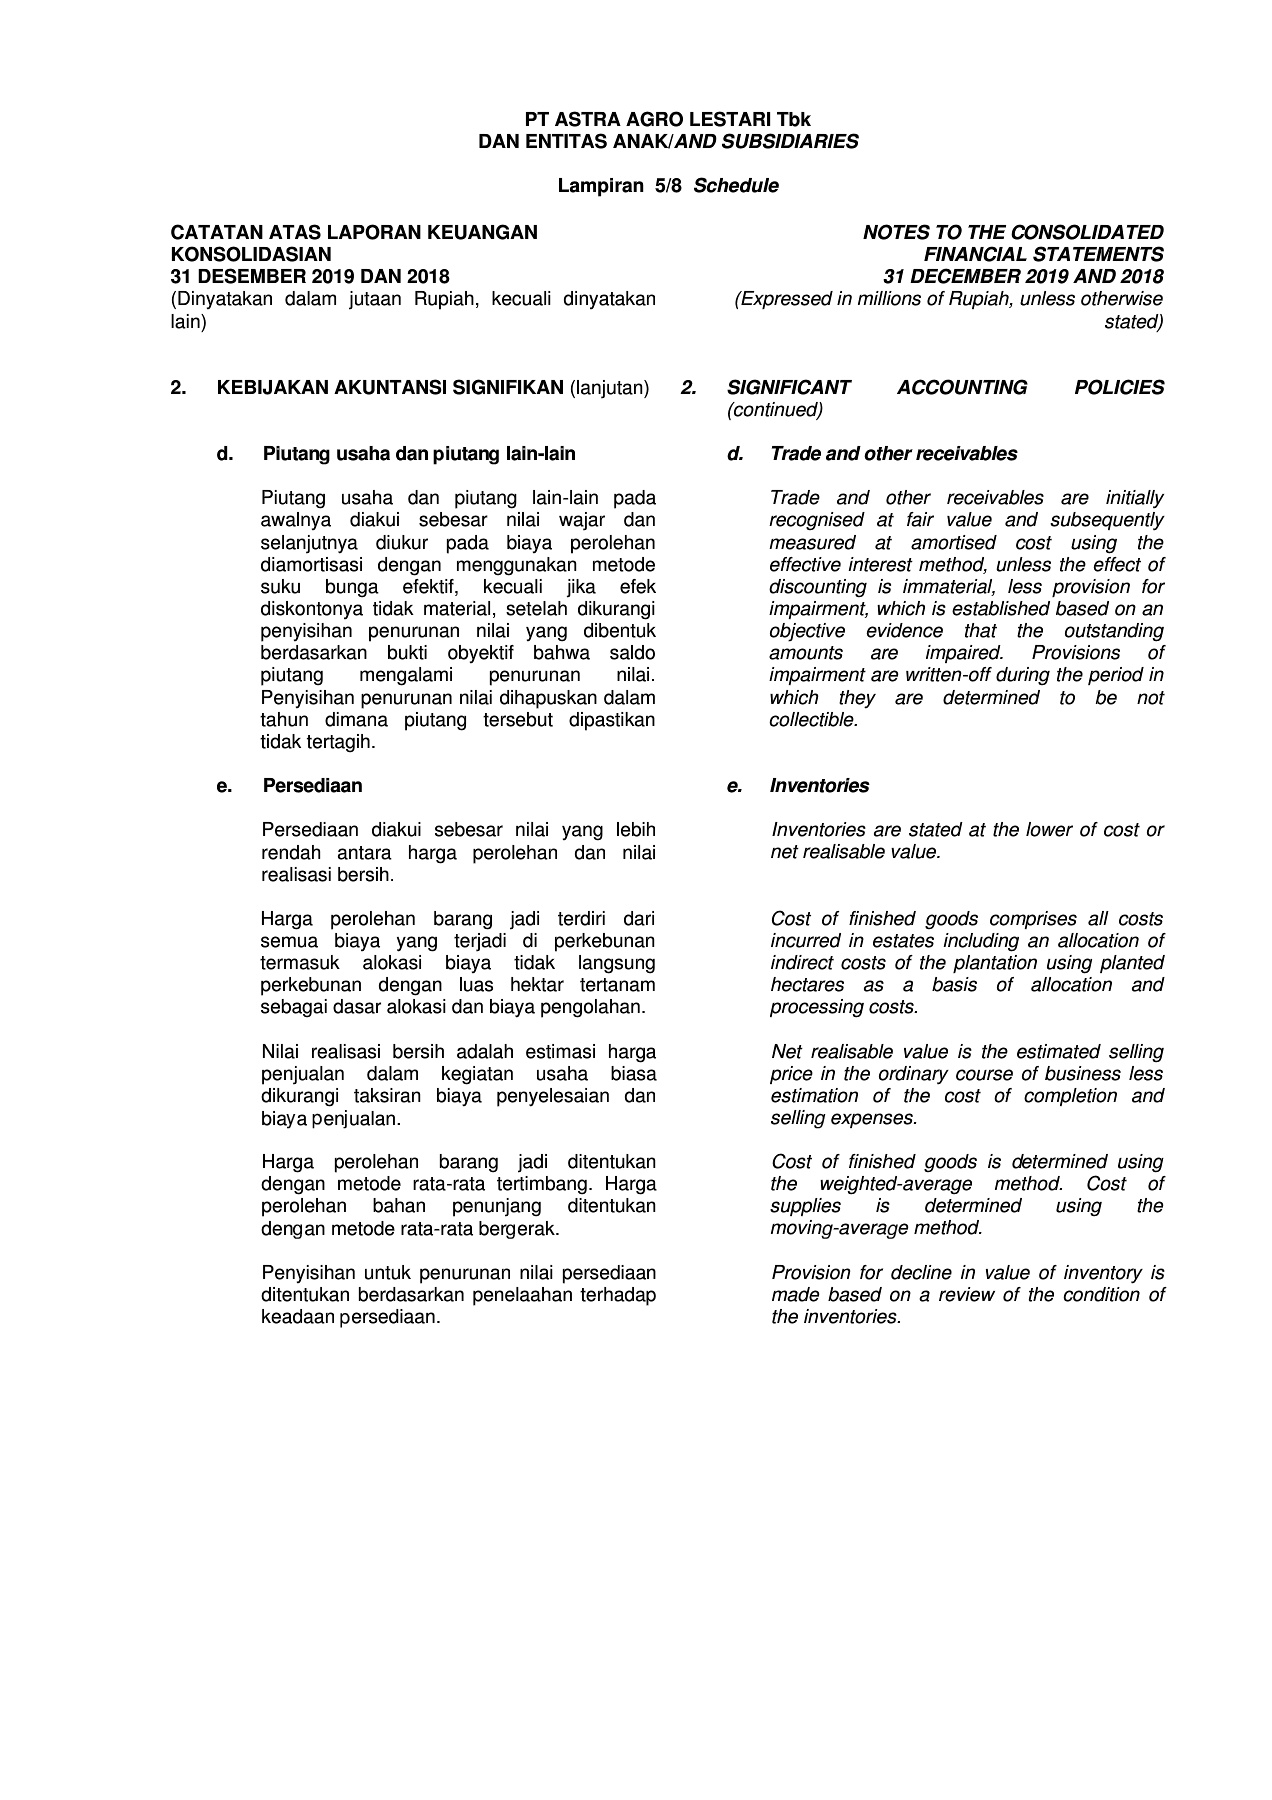 PT ASTRA AGRO LESTARI Tbk
DAN ENTITAS ANAK/AND SUBSIDIARIES
Lampiran 5/8 Schedule
CATATAN ATAS LAPORAN KEUANGAN
KONSOLIDASIAN
31 DESEMBER 2019 DAN 2018
(Dinyatakan dalam jutaan Rupiah, kecuali dinyatakan
lain)
NOTES TO THE CONSOLIDATED
FINANCIAL STATEMENTS
31 DECEMBER 2019 AND 2018
(Expressed in millions of Rupiah, unless otherwise
stated)
2. KEBIJAKAN AKUNTANSI SIGNIFIKAN (lanjutan)
d. Piutang usaha dan piutang lain-lain
Piutang usaha dan piutang lain-lain pada
awalnya diakui sebesar nilai wajar dan
selanjutnya diukur pada biaya perolehan
diamortisasi dengan menggunakan metode
suku bunga efektif, kecuali jika efek
diskontonya tidak material, setelah dikurangi
penyisihan penurunan nilai yang dibentuk
berdasarkan bukti obyektif bahwa saldo
piutang mengalami penurunan nilai.
Penyisihan penurunan nilai dihapuskan dalam
tahun dimana piutang tersebut dipastikan
tidak tertagih.
e. Persediaan
Persediaan diakui sebesar nilai yang lebih
rendah antara harga perolehan dan nilai
realisasi bersih.
Harga perolehan barang jadi terdiri dari
semua biaya yang terjadi di perkebunan
termasuk alokasi biaya tidak langsung
perkebunan dengan luas hektar tertanam
sebagai dasar alokasi dan biaya pengolahan.
Nilai realisasi bersih adalah estimasi harga
penjualan dalam kegiatan usaha biasa
dikurangi taksiran biaya penyelesaian dan
biaya penjualan.
Harga perolehan barang jadi ditentukan
dengan metode rata-rata tertimbang. Harga
perolehan bahan penunjang ditentukan
dengan metode rata-rata bergerak.
Penyisihan untuk penurunan nilai persediaan
ditentukan berdasarkan penelaahan terhadap
keadaan persediaan.
2. SIGNIFICANT ACCOUNTING POLICIES
(continued)
d. Trade and other receivables
Trade and other receivables are initially
recognised at fair value and subsequently
measured at amortised cost using the
effective interest method, unless the effect of
discounting is immaterial, less provision for
impairment, which is established based on an
objective evidence that the outstanding
amounts are impaired. Provisions of
impairment are written-off during the period in
which they are determined to be not
collectible.
e. Inventories
Inventories are stated at the lower of cost or
net realisable value.
Cost of finished goods comprises all costs
incurred in estates including an allocation of
indirect costs of the plantation using planted
hectares as a basis of allocation and
processing costs.
Net realisable value is the estimated selling
price in the ordinary course of business less
estimation of the cost of completion and
selling expenses.
Cost of finished goods is determined using
the weighted-average method. Cost of
supplies is determined using the
moving-average method.
Provision for decline in value of inventory is
made based on a review of the condition of
the inventories.